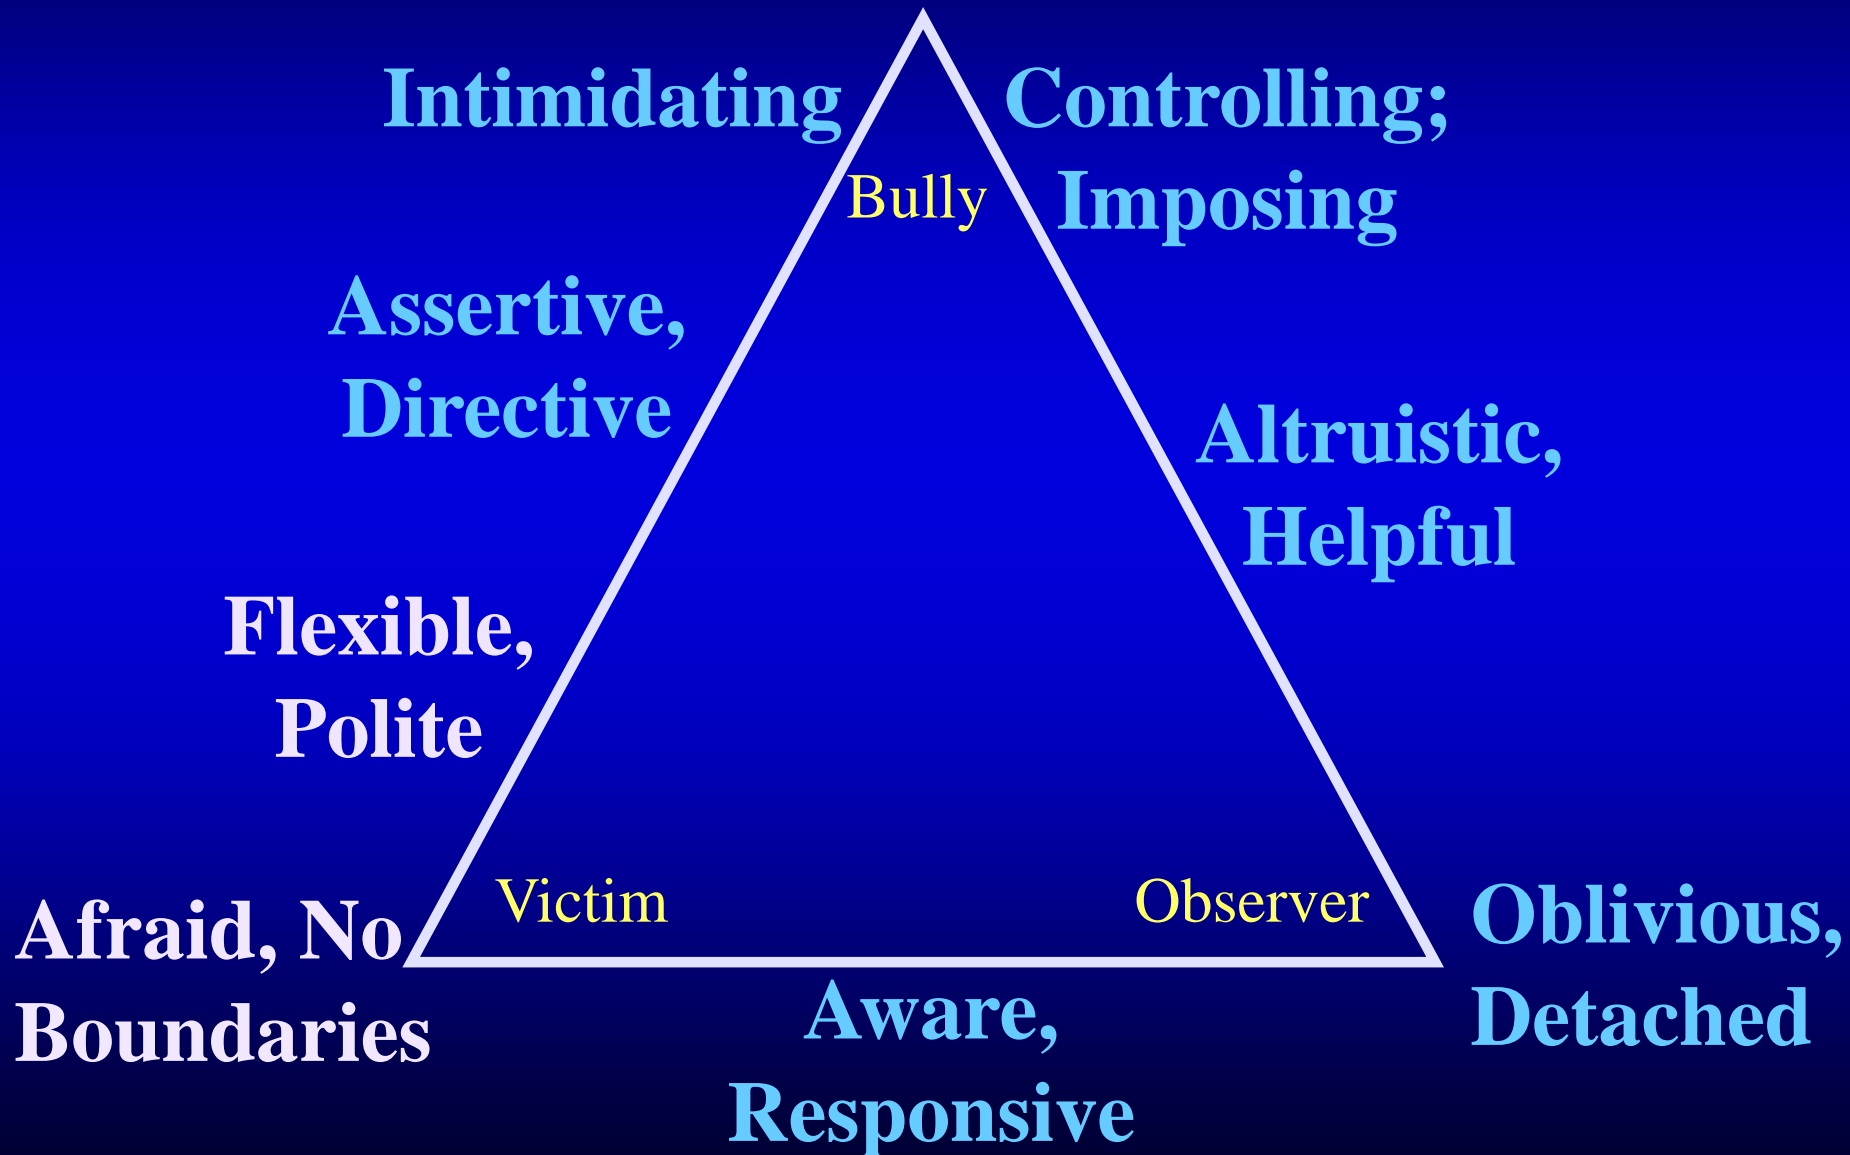 Intimidating
Controlling;
Imposing
Bully
Assertive,
Directive
Altruistic,
Helpful
Flexible,
Polite
Victim
Observer
Afraid, No
Boundaries
Oblivious,
Detached
Aware,
Responsive